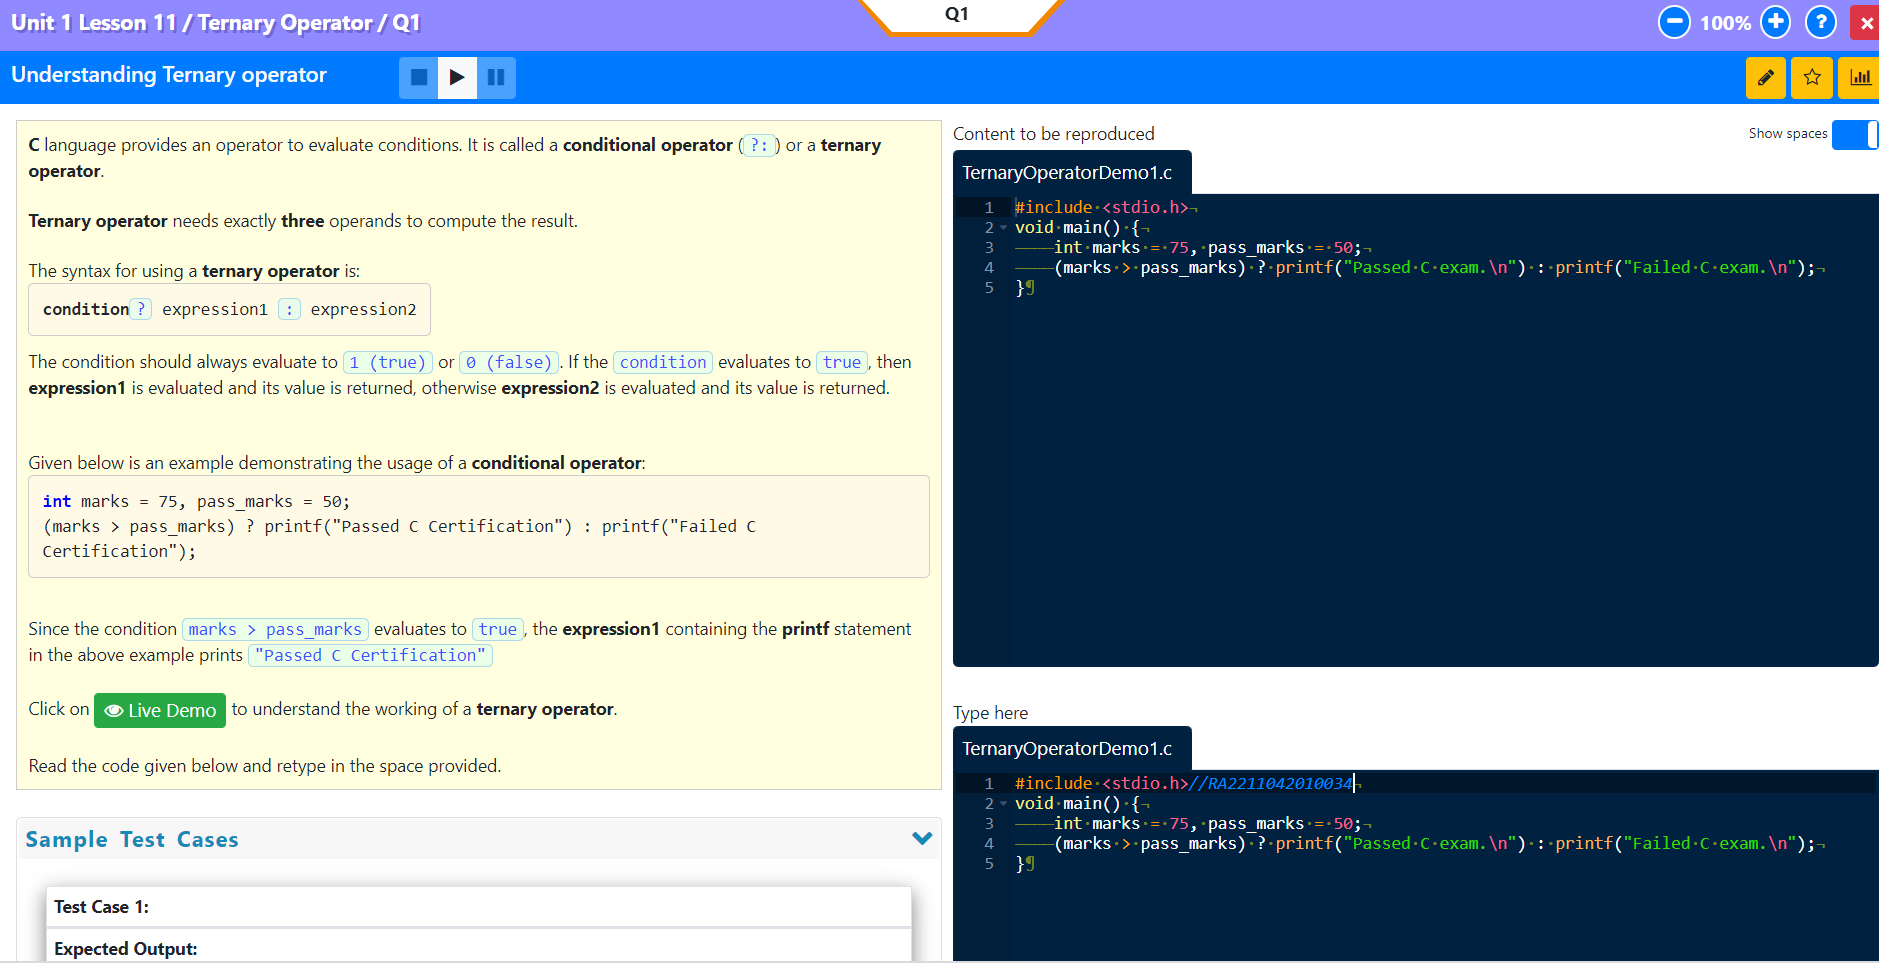 Unit 1 Lesson 11 / Ternary Operator / Q1
Q1
100%
?
Understanding Ternary operator
C language provides an operator to evaluate conditions. It is called a conditional operator (?:) or a ternary
operator.
Ternary operator needs exactly three operands to compute the result.
The syntax for using a ternary operator is:
condition? expression1 : expression2
The condition should always evaluate to 1 (true) or 0 (false). If the condition evaluates to true, then
expression1 is evaluated and its value is returned, otherwise expression2 is evaluated and its value is returned.
Given below is an example demonstrating the usage of a conditional operator:
int marks = 75, pass_marks = 50;
(marks > pass_marks) ? printf("Passed C Certification") : printf("Failed C
Certification");
Since the condition marks > pass_marks evaluates to true, the expression1 containing the printf statement
in the above example prints "Passed C Certification"
Click on Live Demo to understand the working of a ternary operator.
Read the code given below and retype in the space provided.
Sample Test Cases
Test Case 1:
Expected Output:
Content to be reproduced
Show spaces
TernaryOperatorDemo1.c
1 #include·<stdio.h>¬
2 void·main()·{¬
3 ————int·marks·=·75,·pass_marks·=·50;¬
4 ————(marks·>·pass_marks)·?·printf("Passed·C·exam.\n")·:·printf("Failed·C·exam.\n");¬
5 }¶
Type here
TernaryOperatorDemo1.c
1 #include·<stdio.h>//RA2211042010034¬
2 void·main()·{¬
3 ————int·marks·=·75,·pass_marks·=·50;¬
4 ————(marks·>·pass_marks)·?·printf("Passed·C·exam.\n")·:·printf("Failed·C·exam.\n");¬
5 }¶